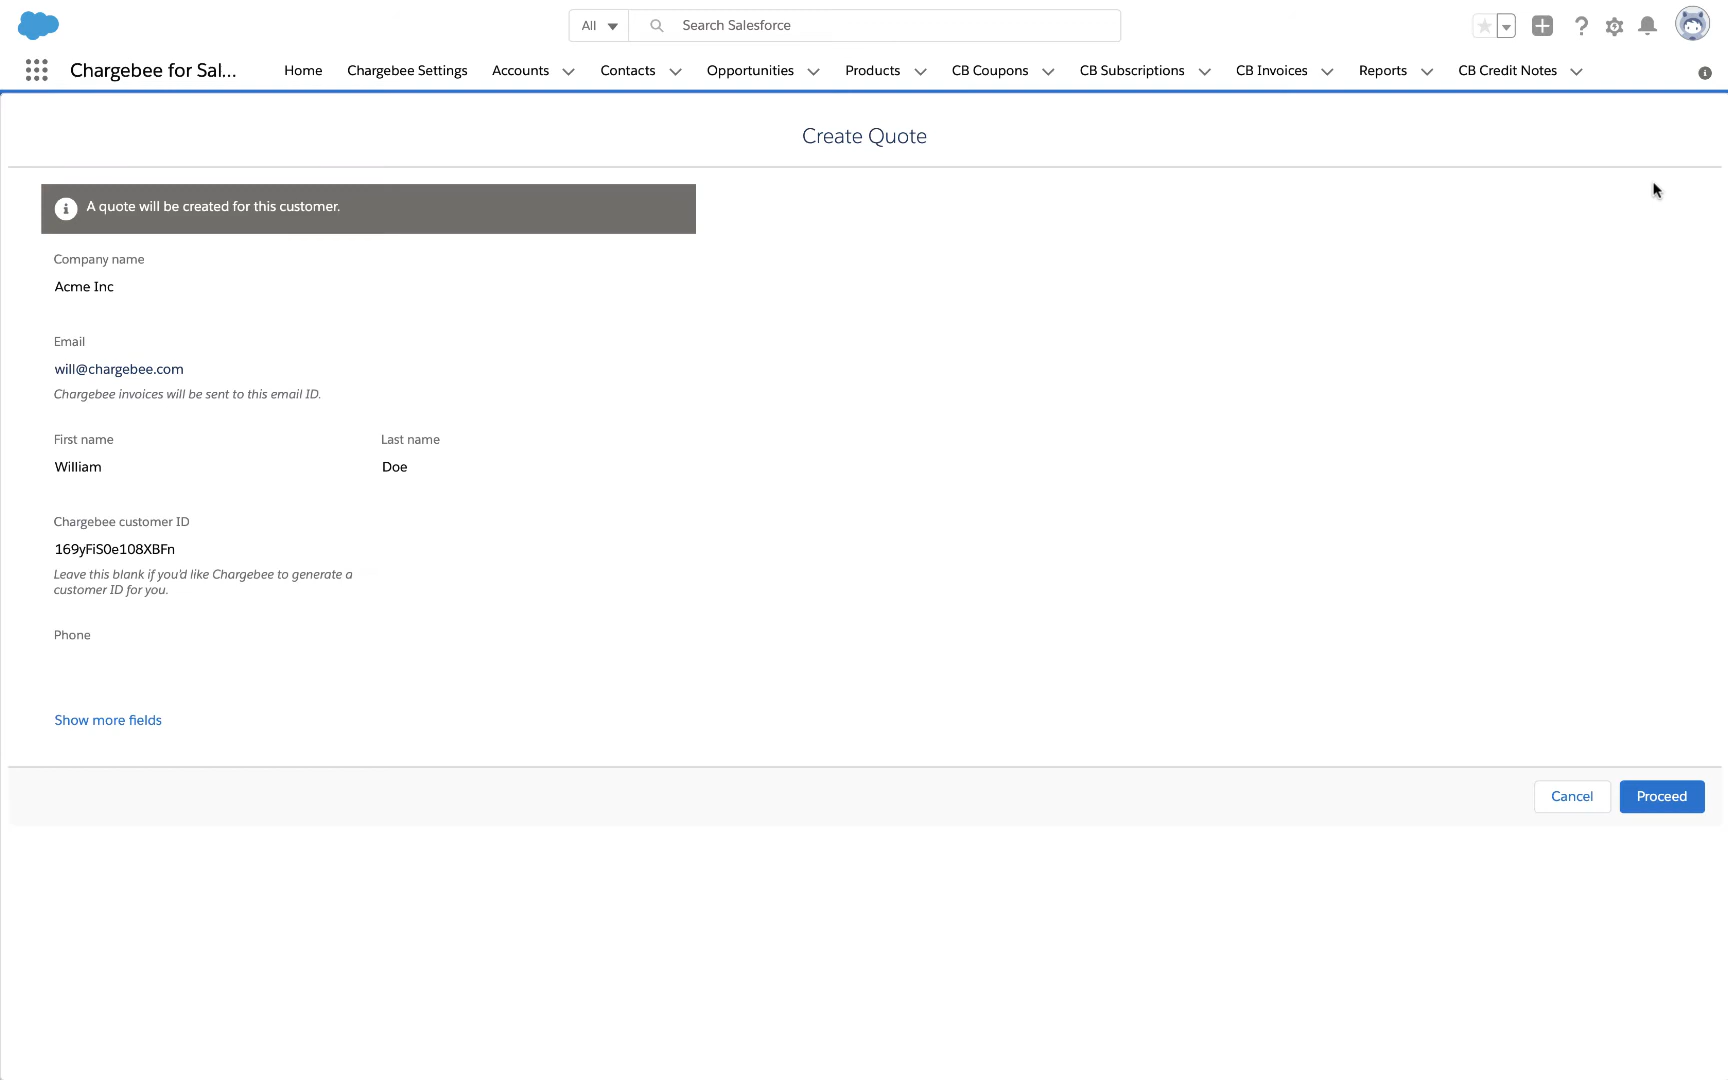 All
Search Salesforce
Chargebee for Sal...
Home
Chargebee Settings
Accounts
Contacts
Opportunities
Products
CB Coupons
CB Subscriptions
CB Invoices
Reports
CB Credit Notes
Create Quote
A quote will be created for this customer.
Company name
Acme Inc
Email
will@chargebee.com
Chargebee invoices will be sent to this email ID.
First name
Last name
William
Doe
Chargebee customer ID
169yFiS0e108XBFn
Leave this blank if you'd like Chargebee to generate a
customer ID for you.
Phone
Show more fields
Cancel
Proceed